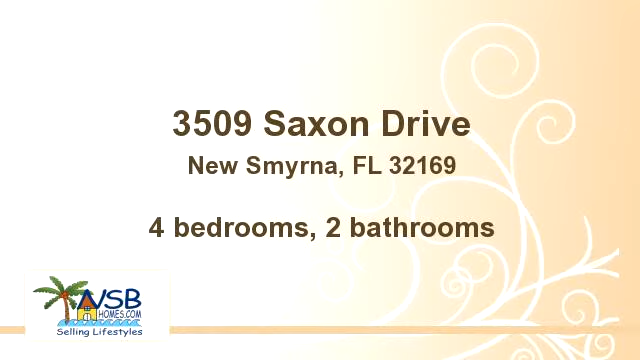 3509 Saxon Drive
New Smyrna, FL 32169
4 bedrooms, 2 bathrooms
NSB
HOMES.COM
Selling Lifestyles